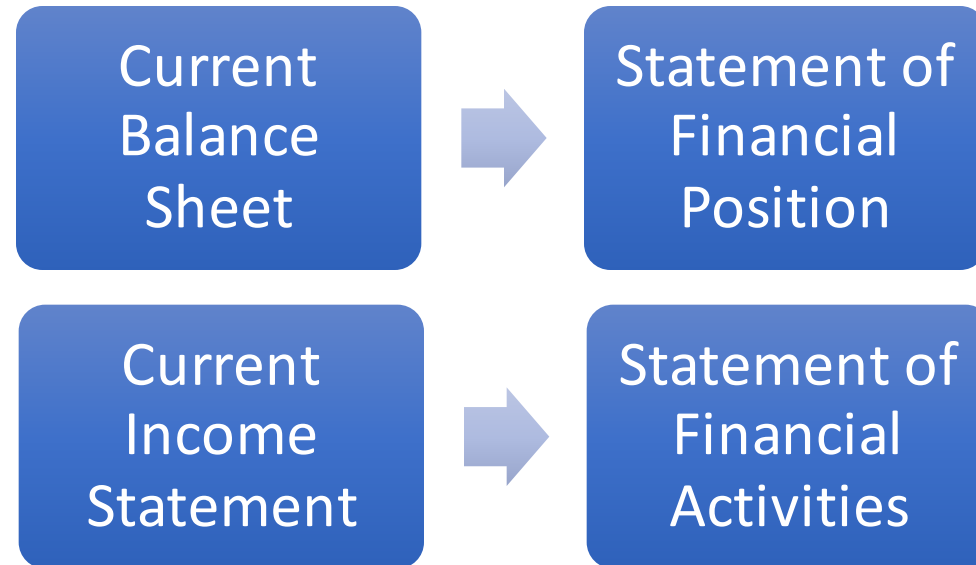 Current
Balance
Sheet
Statement of
Financial
Position
Current
Income
Statement
Statement of
Financial
Activities